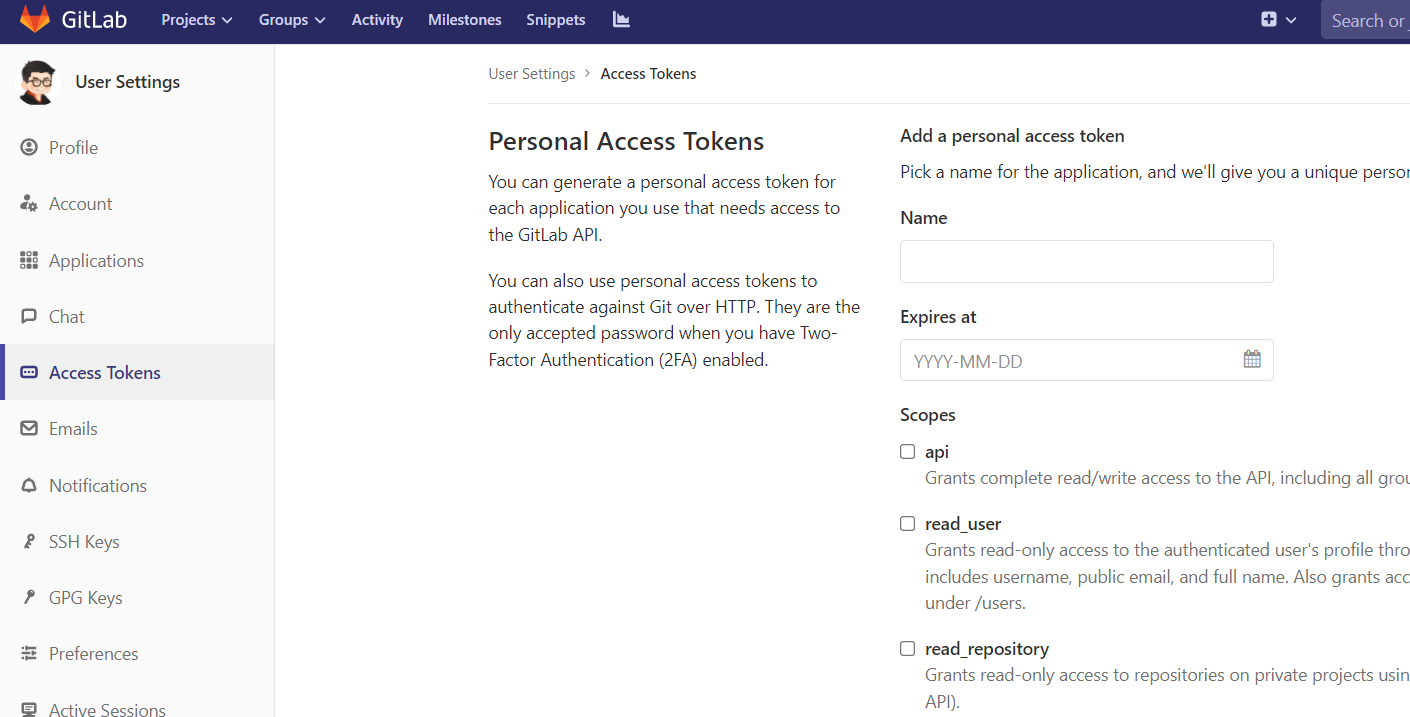 GitLab Projects Groups Activity Milestones Snippets Search or
User Settings
Profile
Account
Applications
Chat
Access Tokens
Emails
Notifications
SSH Keys
GPG Keys
Preferences
Active Sessions
User Settings > Access Tokens
Personal Access Tokens
You can generate a personal access token for
each application you use that needs access to
the GitLab API.
You can also use personal access tokens to
authenticate against Git over HTTP. They are the
only accepted password when you have Two-
Factor Authentication (2FA) enabled.
Add a personal access token
Pick a name for the application, and we'll give you a unique
Name
Expires at
YYYY-MM-DD
Scopes
api
Grants complete read/write access to the API, including all
read_user
Grants read-only access to the authenticated user's profile
includes username, public email, and full name. Also grants
under /users.
read_repository
Grants read-only access to repositories on private projects
API).